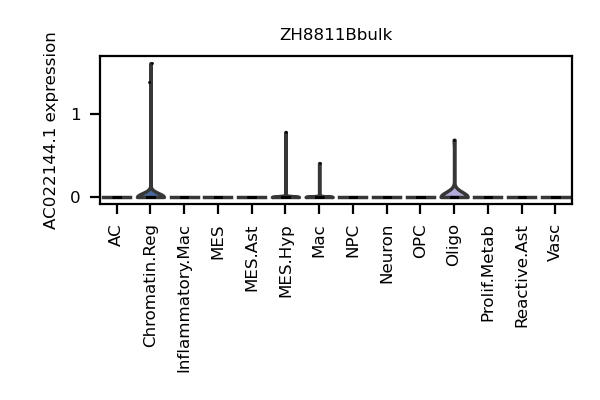 ZH8811Bbulk
AC022144.1 expression
1
0
AC
Chromatin.Reg
Inflammatory.Mac
MES
MES.Ast
MES.Hyp
Mac
NPC
Neuron
OPC
Oligo
Prolif.Metab
Reactive.Ast
Vasc